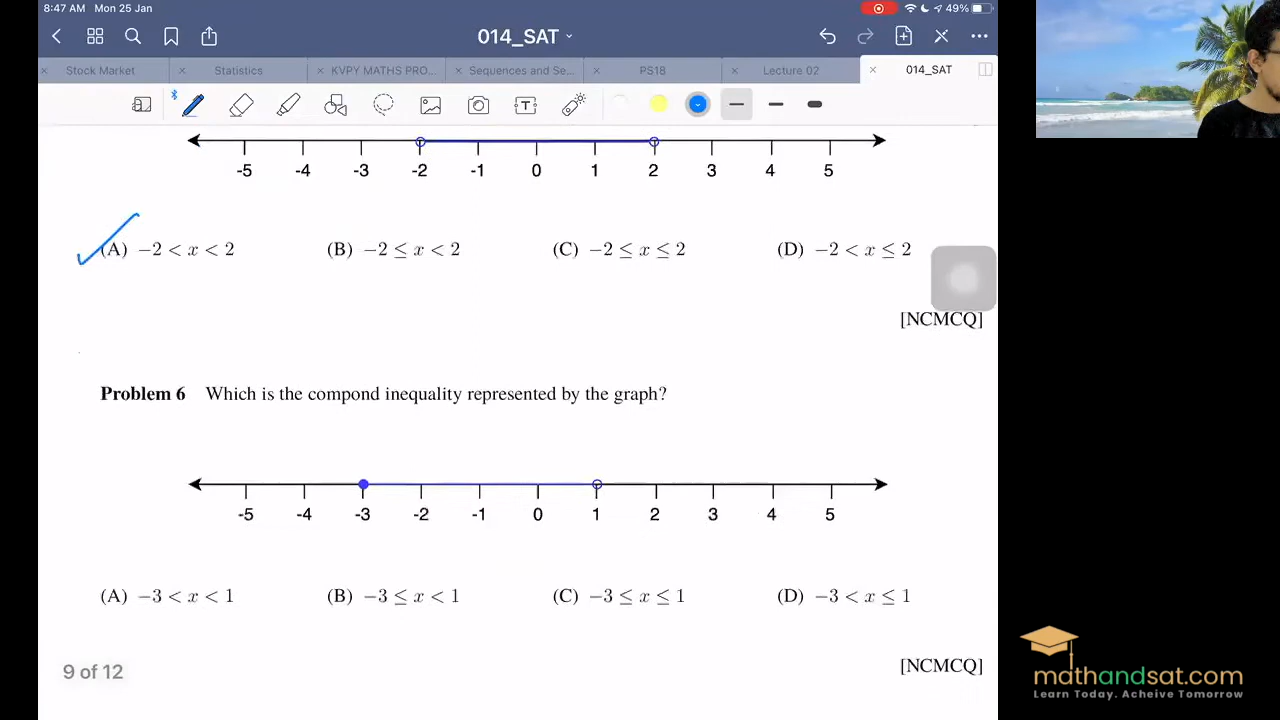 8:47 AM Mon 25 Jan
49%
014_SAT
Stock Market
Statistics
KVPY MATHS PRO...
Sequences and Se...
PS18
Lecture 02
014_SAT
-5 -4 -3 -2 -1 0 1 2 3 4 5
(A) −2 < x < 2 (B) −2 ≤ x < 2 (C) −2 ≤ x ≤ 2 (D) −2 < x ≤ 2
[NCMCQ]
Problem 6 Which is the compond inequality represented by the graph?
-5 -4 -3 -2 -1 0 1 2 3 4 5
(A) −3 < x < 1 (B) −3 ≤ x < 1 (C) −3 ≤ x ≤ 1 (D) −3 < x ≤ 1
9 of 12
[NCMCQ]
mathandsat.com
Learn Today. Acheive Tomorrow